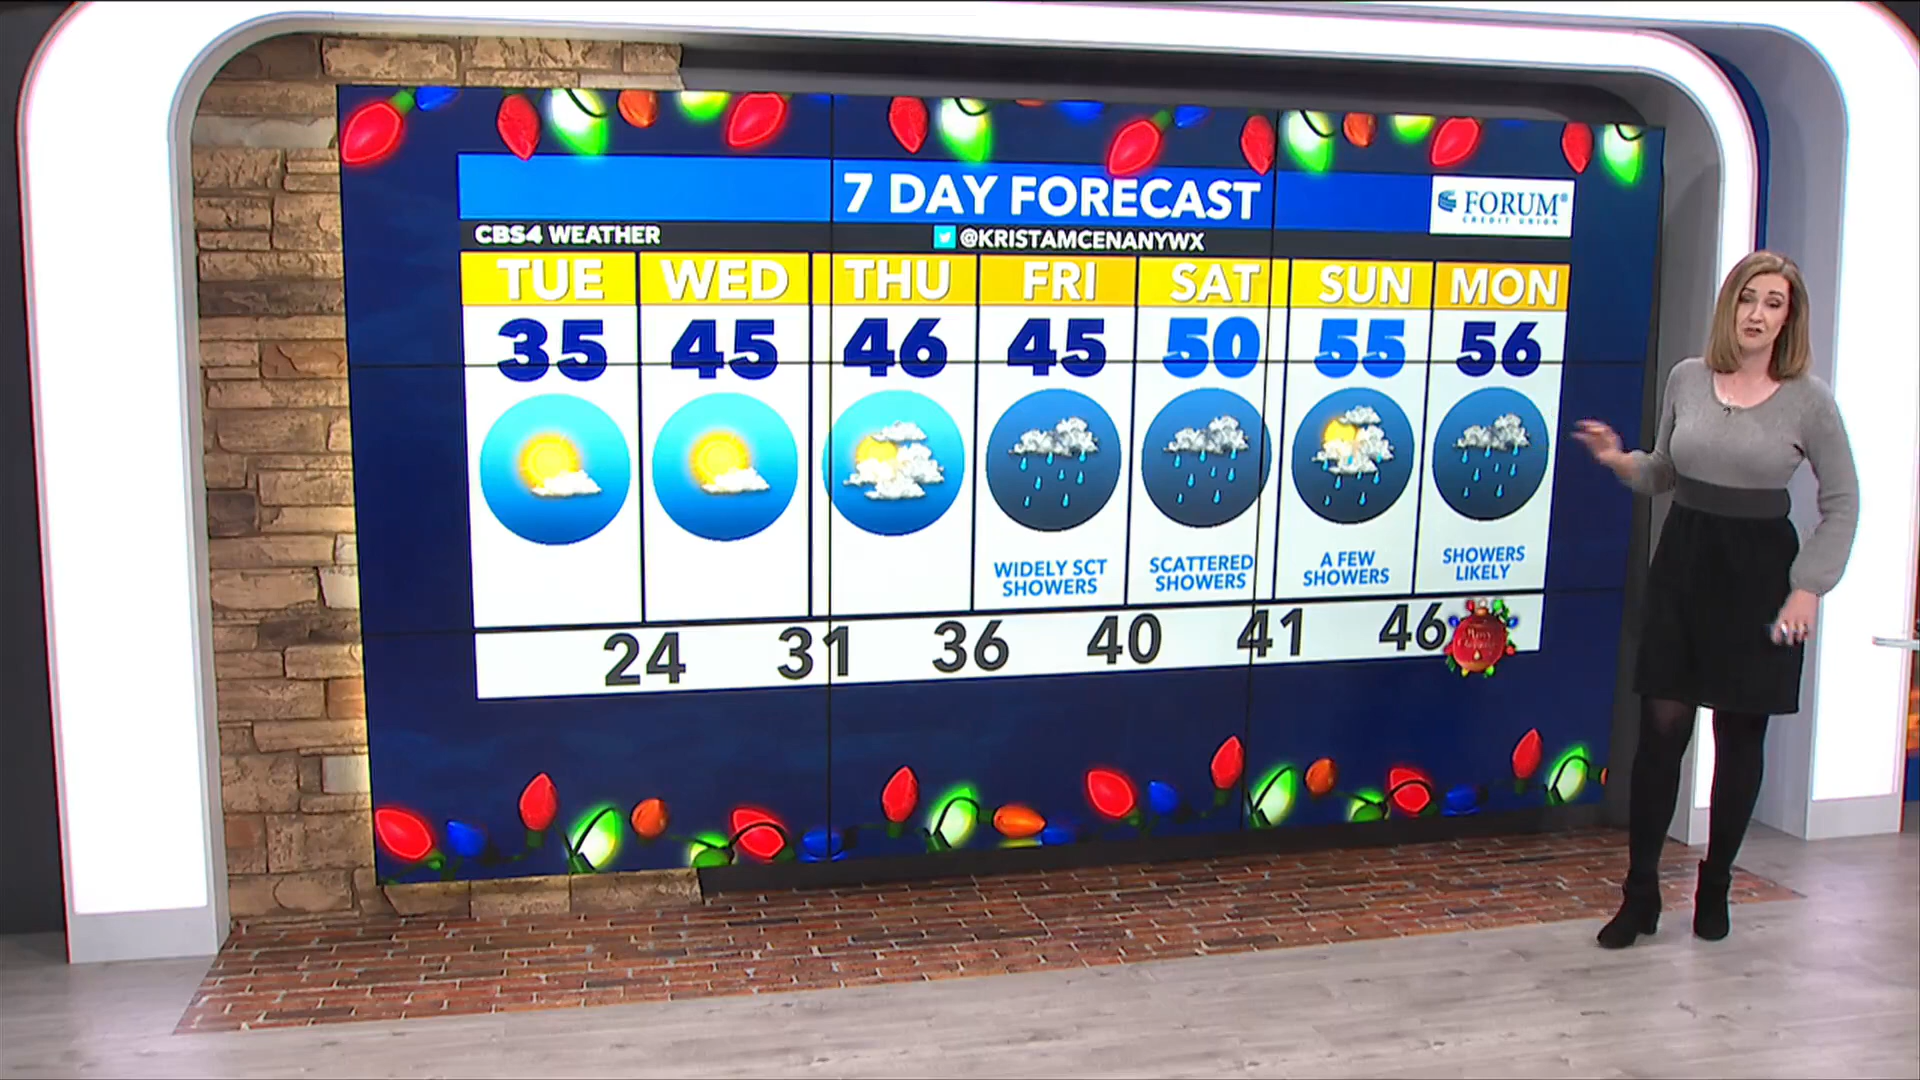 7 DAY FORECAST
FORUM®
CREDIT UNION
CBS4 WEATHER
@KRISTAMCENANYWX
TUE WED THU FRI SAT SUN MON
35 45 46 45 50 55 56
WIDELY SCT
SHOWERS
SCATTERED
SHOWERS
A FEW
SHOWERS
SHOWERS
LIKELY
24 31 36 40 41 46
Merry
Christmas